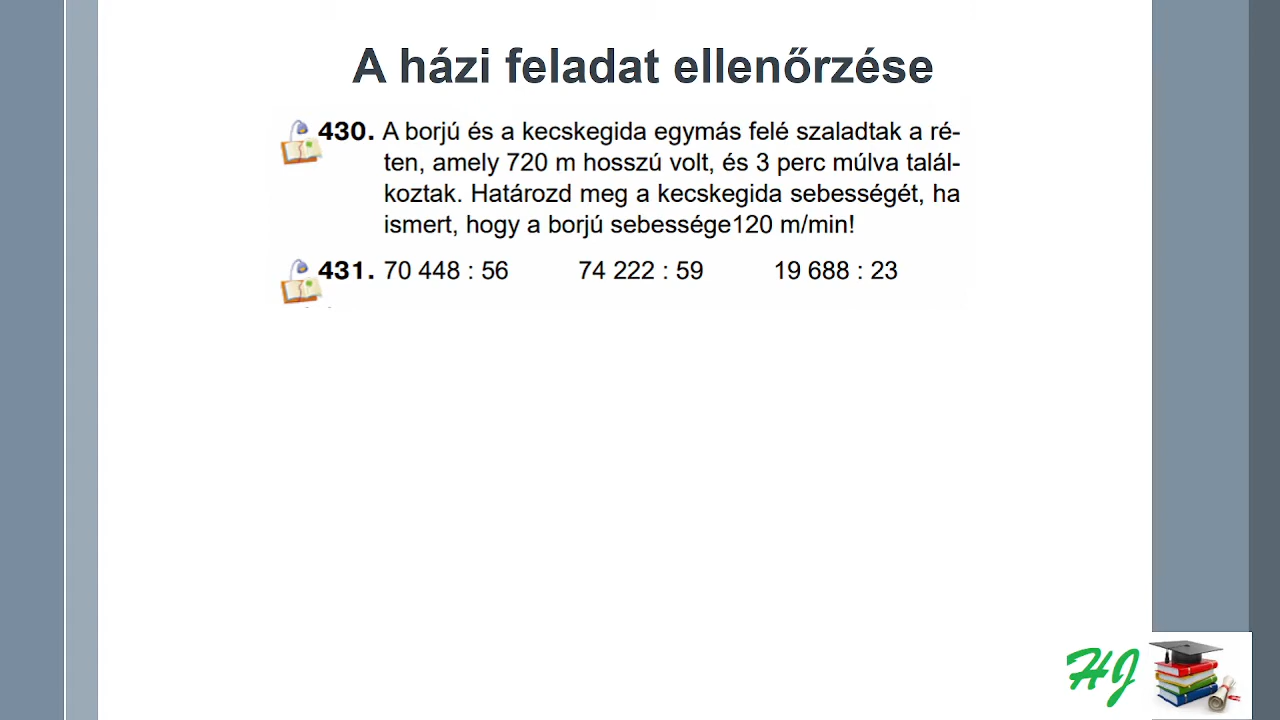 A házi feladat ellenőrzése
430. A borjú és a kecskegida egymás felé szaladtak a ré-
ten, amely 720 m hosszú volt, és 3 perc múlva talál-
koztak. Határozd meg a kecskegida sebességét, ha
ismert, hogy a borjú sebessége120 m/min!
431. 70 448 : 56 74 222 : 59 19 688 : 23
HJ